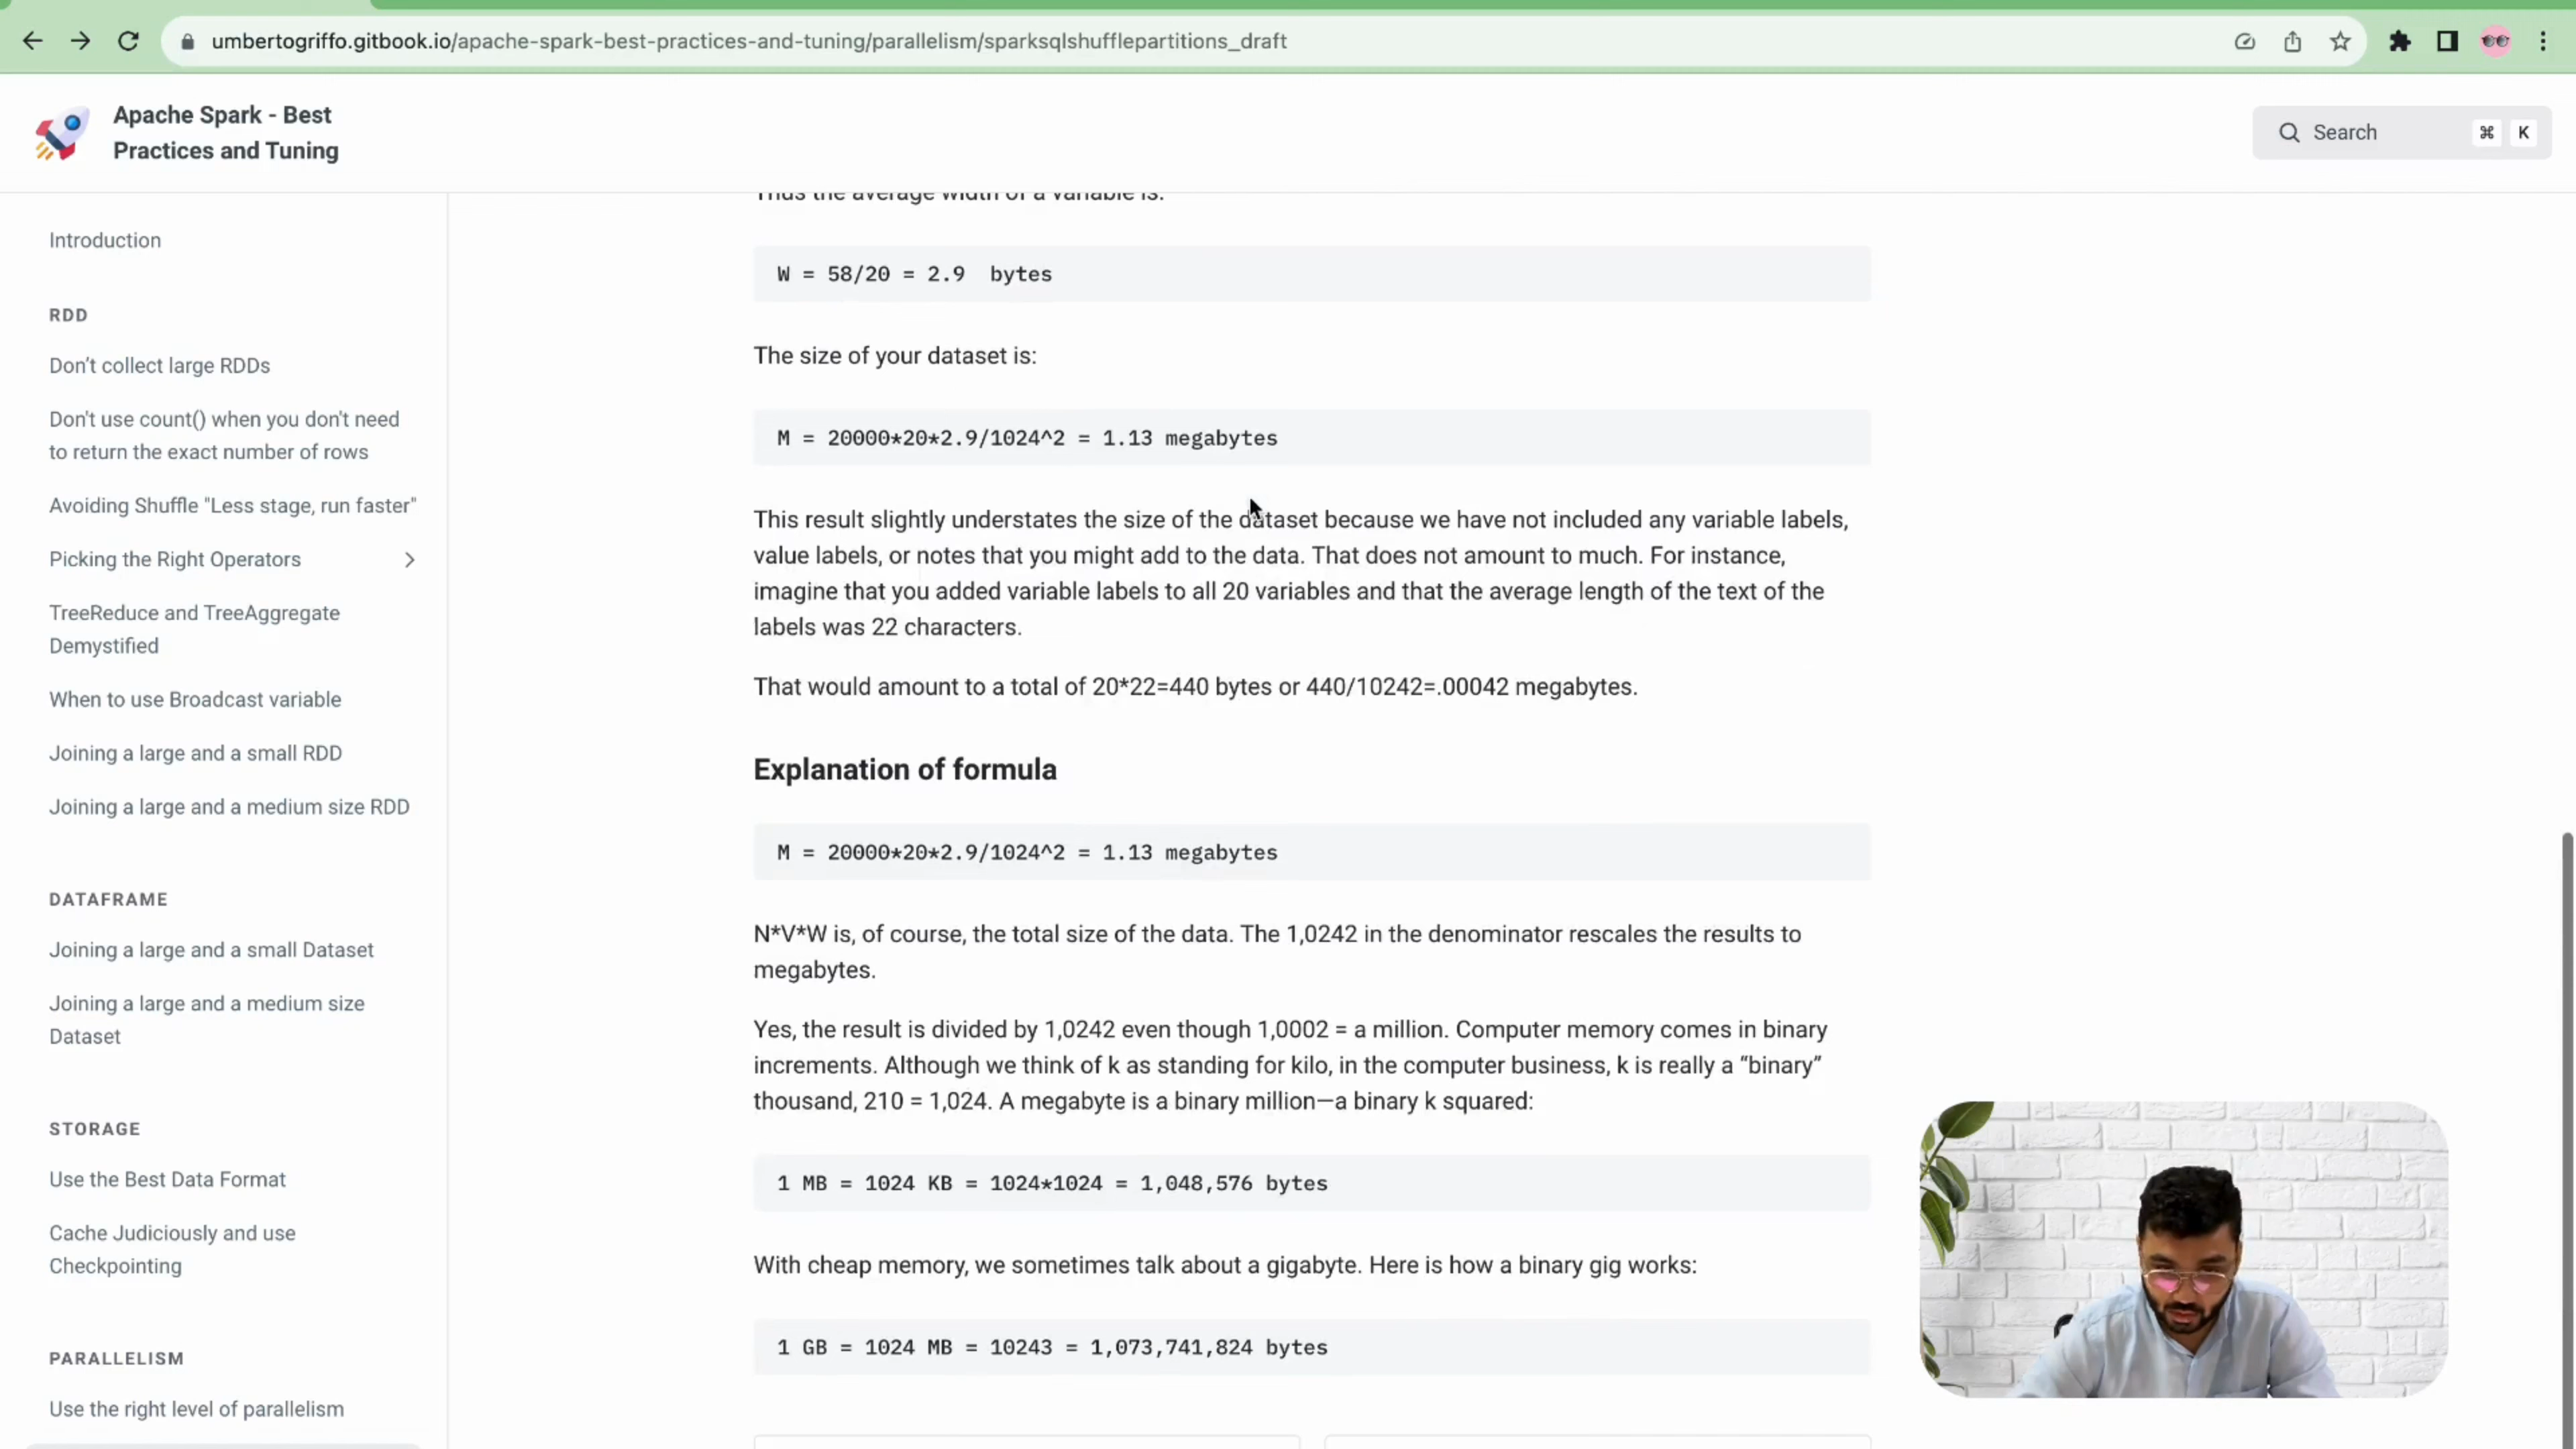 umbertogriffo.gitbook.io/apache-spark-best-practices-and-tuning/parallelism/sparksqlshufflepartitions_draft
Apache Spark - Best
Practices and Tuning
Search
⌘ K
Introduction
RDD
Don’t collect large RDDs
Don't use count() when you don't need
to return the exact number of rows
Avoiding Shuffle "Less stage, run faster"
Picking the Right Operators
TreeReduce and TreeAggregate
Demystified
When to use Broadcast variable
Joining a large and a small RDD
Joining a large and a medium size RDD
DATAFRAME
Joining a large and a small Dataset
Joining a large and a medium size
Dataset
STORAGE
Use the Best Data Format
Cache Judiciously and use
Checkpointing
PARALLELISM
Use the right level of parallelism
Thus the average width of a variable is:
W = 58/20 = 2.9  bytes
The size of your dataset is:
M = 20000*20*2.9/1024^2 = 1.13 megabytes
This result slightly understates the size of the dataset because we have not included any variable labels,
value labels, or notes that you might add to the data. That does not amount to much. For instance,
imagine that you added variable labels to all 20 variables and that the average length of the text of the
labels was 22 characters.
That would amount to a total of 20*22=440 bytes or 440/10242=.00042 megabytes.
Explanation of formula
M = 20000*20*2.9/1024^2 = 1.13 megabytes
N*V*W is, of course, the total size of the data. The 1,0242 in the denominator rescales the results to
megabytes.
Yes, the result is divided by 1,0242 even though 1,0002 = a million. Computer memory comes in binary
increments. Although we think of k as standing for kilo, in the computer business, k is really a “binary”
thousand, 210 = 1,024. A megabyte is a binary million—a binary k squared:
1 MB = 1024 KB = 1024*1024 = 1,048,576 bytes
With cheap memory, we sometimes talk about a gigabyte. Here is how a binary gig works:
1 GB = 1024 MB = 10243 = 1,073,741,824 bytes